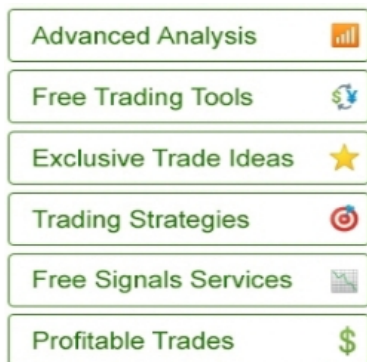 Advanced Analysis
Free Trading Tools
Exclusive Trade Ideas
Trading Strategies
Free Signals Services
Profitable Trades $